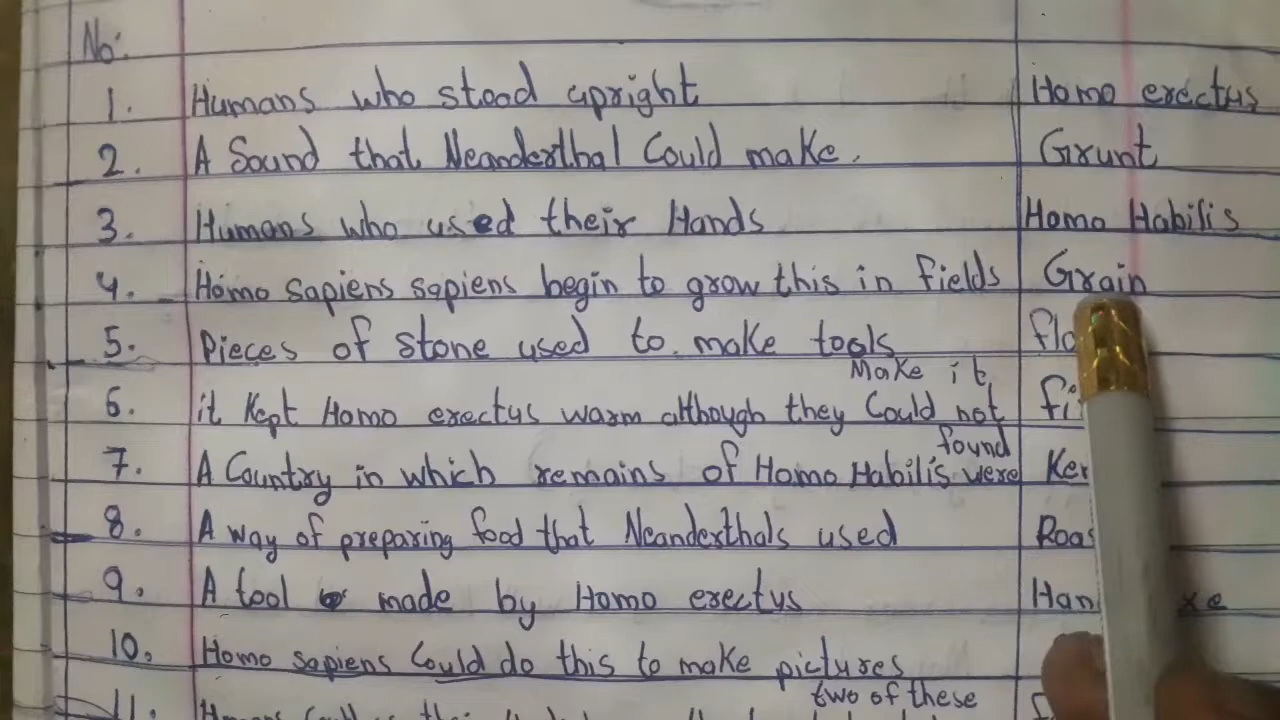 No:
1. Humans who stood upright Homo erectus
2. A Sound that Neanderthal Could make. Grunt
3. Humans who used their Hands Homo Habilis
4. Homo sapiens sapiens begin to grow this in fields Grain
5. Pieces of stone used to make tools
Make it
6. it Kept Homo erectus warm although they Could not
found
7. A Country in which remains of Homo Habilis were
8. A way of preparing food that Neanderthals used
9. A tool made by Homo erectus
10. Homo sapiens Could do this to make pictures
two of these
11.